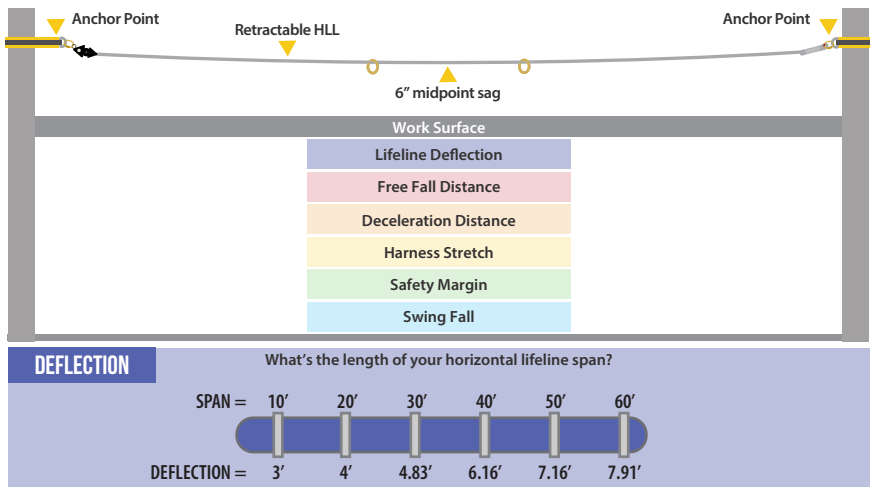 Anchor Point
Retractable HLL
Anchor Point
6” midpoint sag
Work Surface
Lifeline Deflection
Free Fall Distance
Deceleration Distance
Harness Stretch
Safety Margin
Swing Fall
DEFLECTION
What's the length of your horizontal lifeline span?
SPAN = 10′ 20′ 30′ 40′ 50′ 60′
DEFLECTION = 3′ 4′ 4.83′ 6.16′ 7.16′ 7.91′